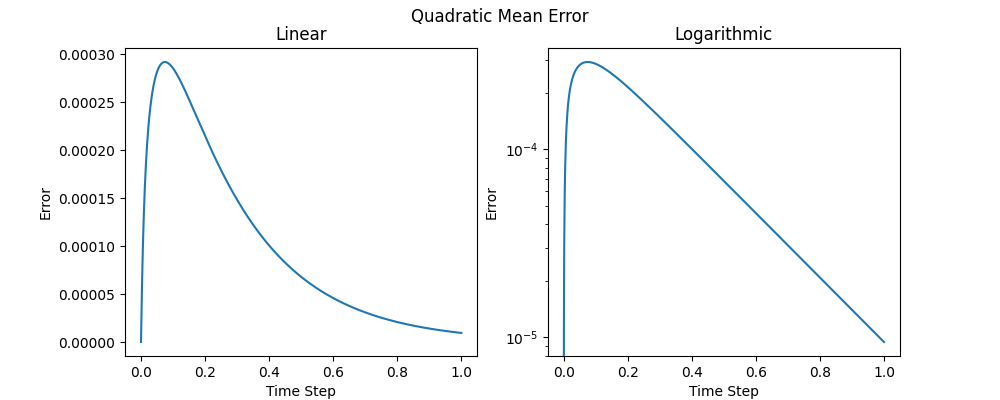 Quadratic Mean Error
Linear
Error
0.00030
0.00025
0.00020
0.00015
0.00010
0.00005
0.00000
0.0 0.2 0.4 0.6 0.8 1.0
Time Step
Logarithmic
Error
10⁻⁴
10⁻⁵
0.0 0.2 0.4 0.6 0.8 1.0
Time Step